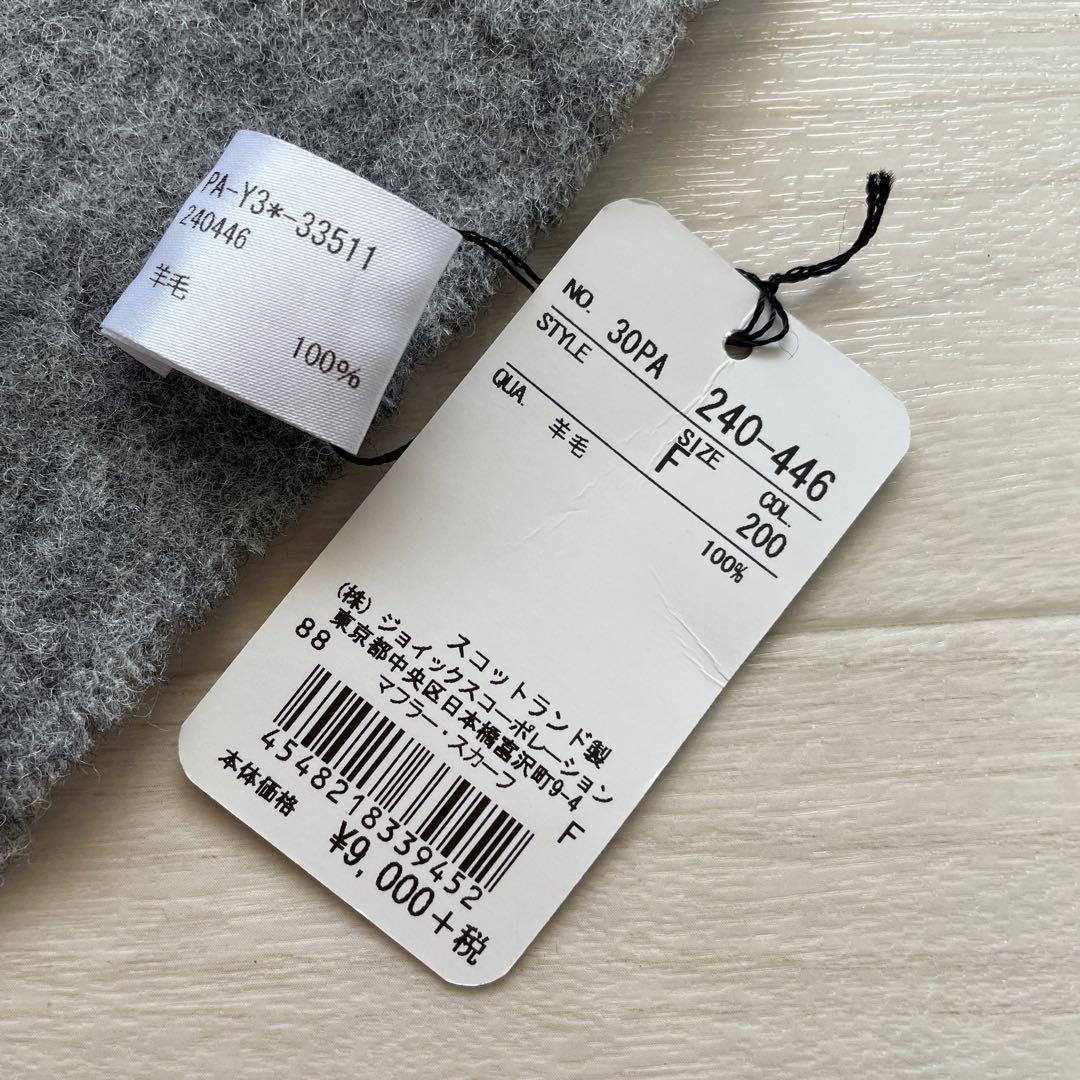 PA-Y3*-33511
240446
羊毛
100%
NO. 30PA 240-446
STYLE SIZE COL.
F 200
QUA. 羊毛 100%
スコットランド製
(株)ジョイックスコーポレーション
東京都中央区日本橋富沢町9-4
マフラー・スカーフ
88 F
4548218339452
本体価格
¥9,000+税